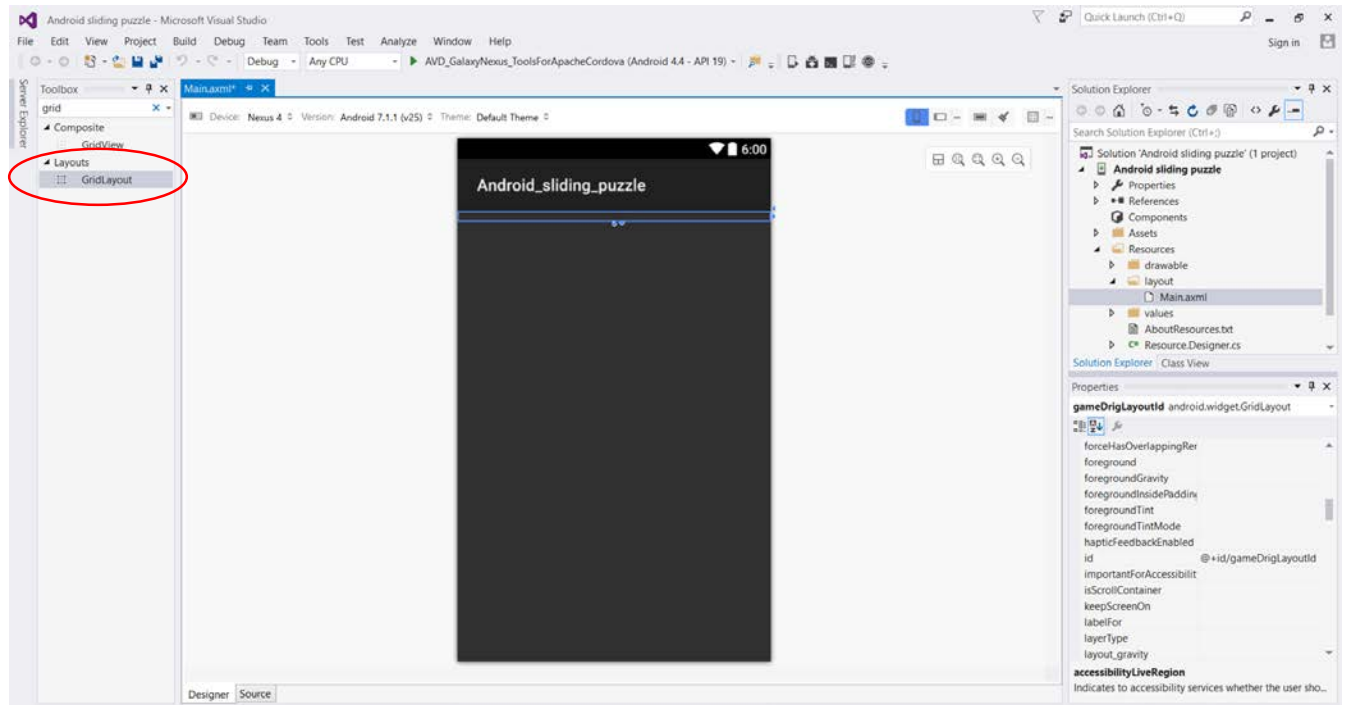 Android sliding puzzle - Microsoft Visual Studio
Quick Launch (Ctrl+Q)
File Edit View Project Build Debug Team Tools Test Analyze Window Help
Sign in
Debug Any CPU AVD_GalaxyNexus_ToolsForApacheCordova (Android 4.4 - API 19)
Server Explorer
Toolbox
grid
Composite
GridView
Layouts
GridLayout
Main.axml*
Device: Nexus 4 Version: Android 7.1.1 (v25) Theme: Default Theme
6:00
Android_sliding_puzzle
Designer Source
Solution Explorer
Search Solution Explorer (Ctrl+;)
Solution 'Android sliding puzzle' (1 project)
Android sliding puzzle
Properties
References
Components
Assets
Resources
drawable
layout
Main.axml
values
AboutResources.txt
C# Resource.Designer.cs
Solution Explorer Class View
Properties
gameDrigLayoutId android.widget.GridLayout
forceHasOverlappingRer
foreground
foregroundGravity
foregroundInsidePadding
foregroundTint
foregroundTintMode
hapticFeedbackEnabled
id @+id/gameDrigLayoutId
importantForAccessibilit
isScrollContainer
keepScreenOn
labelFor
layerType
layout_gravity
accessibilityLiveRegion
Indicates to accessibility services whether the user sho...